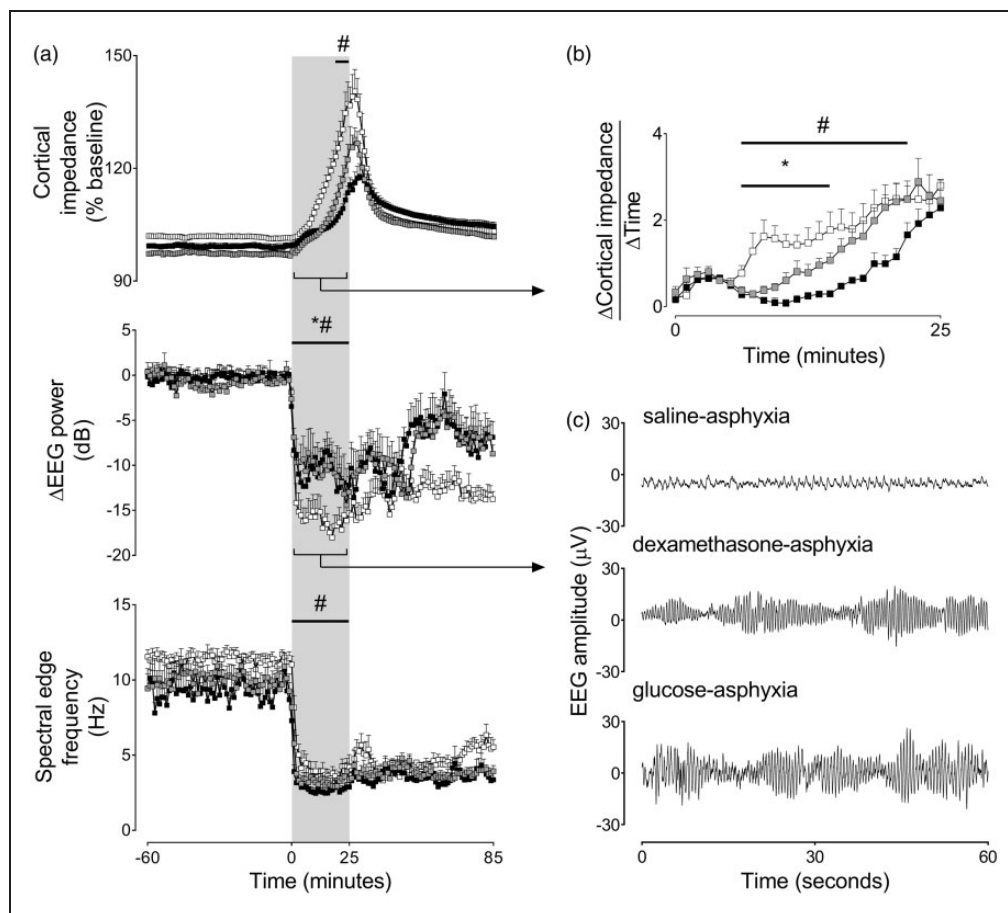 (a)
#
150
120
90
Cortical
impedance
(% baseline)
*#
5
0
-5
-10
-15
-20
ΔEEG power
(dB)
#
15
10
5
0
Spectral edge
frequency
(Hz)
-60
0
25
85
Time (minutes)
(b)
#
*
4
2
0
ΔCortical impedance
ΔTime
0
25
Time (minutes)
(c)
saline-asphyxia
30
0
-30
dexamethasone-asphyxia
30
0
-30
glucose-asphyxia
30
0
-30
EEG amplitude (μV)
0
30
60
Time (seconds)